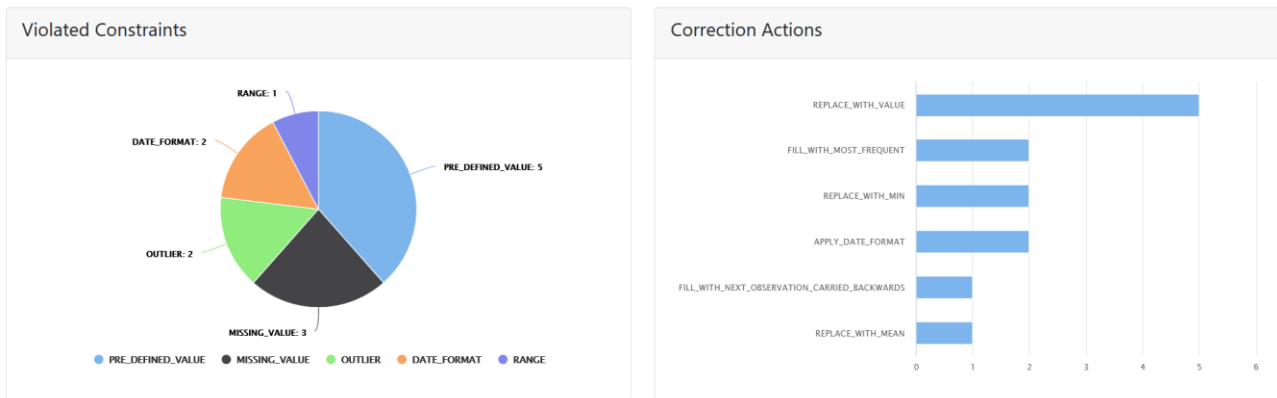 Violated Constraints
RANGE: 1
DATE_FORMAT: 2
PRE_DEFINED_VALUE: 5
OUTLIER: 2
MISSING_VALUE: 3
PRE_DEFINED_VALUE MISSING_VALUE OUTLIER DATE_FORMAT RANGE
Correction Actions
REPLACE_WITH_VALUE
FILL_WITH_MOST_FREQUENT
REPLACE_WITH_MIN
APPLY_DATE_FORMAT
FILL_WITH_NEXT_OBSERVATION_CARRIED_BACKWARDS
REPLACE_WITH_MEAN
0 1 2 3 4 5 6